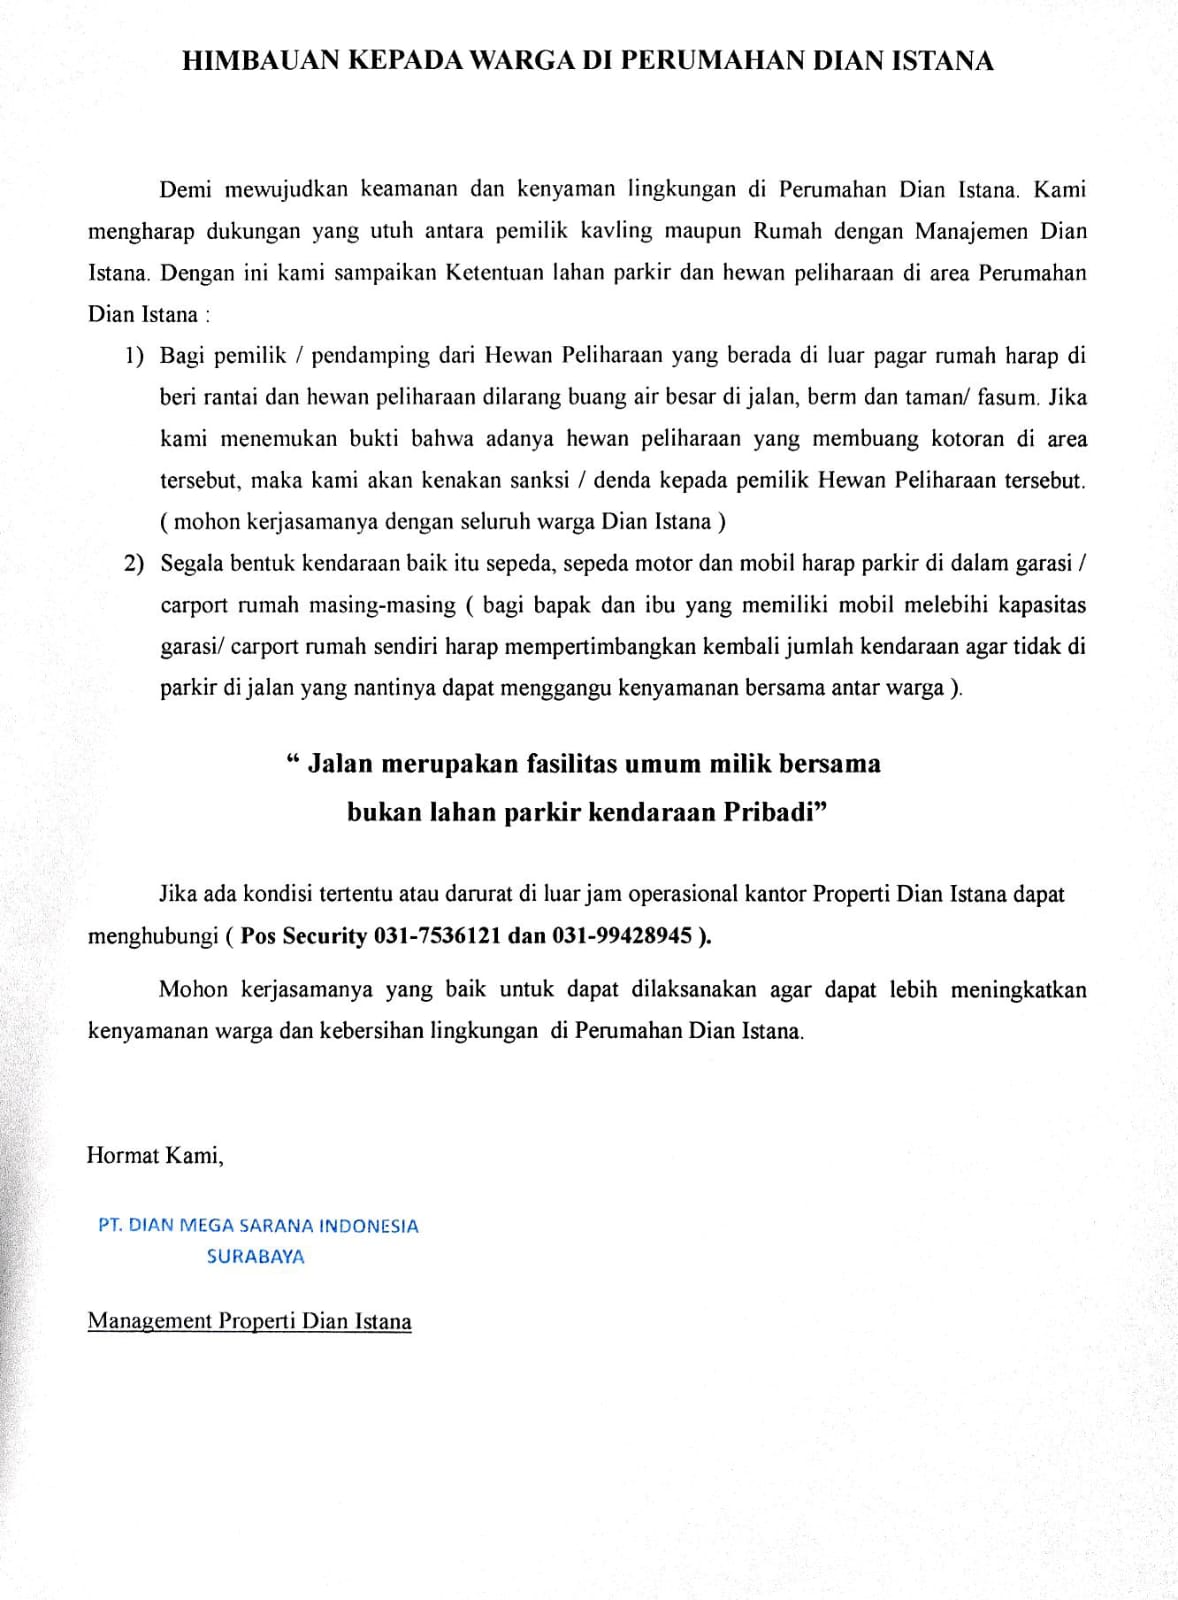 HIMBAUAN KEPADA WARGA DI PERUMAHAN DIAN ISTANA
Demi mewujudkan keamanan dan kenyaman lingkungan di Perumahan Dian Istana. Kami
mengharap dukungan yang utuh antara pemilik kavling maupun Rumah dengan Manajemen Dian
Istana. Dengan ini kami sampaikan Ketentuan lahan parkir dan hewan peliharaan di area Perumahan
Dian Istana :
1) Bagi pemilik / pendamping dari Hewan Peliharaan yang berada di luar pagar rumah harap di
beri rantai dan hewan peliharaan dilarang buang air besar di jalan, berm dan taman/ fasum. Jika
kami menemukan bukti bahwa adanya hewan peliharaan yang membuang kotoran di area
tersebut, maka kami akan kenakan sanksi / denda kepada pemilik Hewan Peliharaan tersebut.
( mohon kerjasamanya dengan seluruh warga Dian Istana )
2) Segala bentuk kendaraan baik itu sepeda, sepeda motor dan mobil harap parkir di dalam garasi /
carport rumah masing-masing ( bagi bapak dan ibu yang memiliki mobil melebihi kapasitas
garasi/ carport rumah sendiri harap mempertimbangkan kembali jumlah kendaraan agar tidak di
parkir di jalan yang nantinya dapat menggangu kenyamanan bersama antar warga ).
“ Jalan merupakan fasilitas umum milik bersama
bukan lahan parkir kendaraan Pribadi”
Jika ada kondisi tertentu atau darurat di luar jam operasional kantor Properti Dian Istana dapat
menghubungi ( Pos Security 031-7536121 dan 031-99428945 ).
Mohon kerjasamanya yang baik untuk dapat dilaksanakan agar dapat lebih meningkatkan
kenyamanan warga dan kebersihan lingkungan di Perumahan Dian Istana.
Hormat Kami,
PT. DIAN MEGA SARANA INDONESIA
SURABAYA
Management Properti Dian Istana